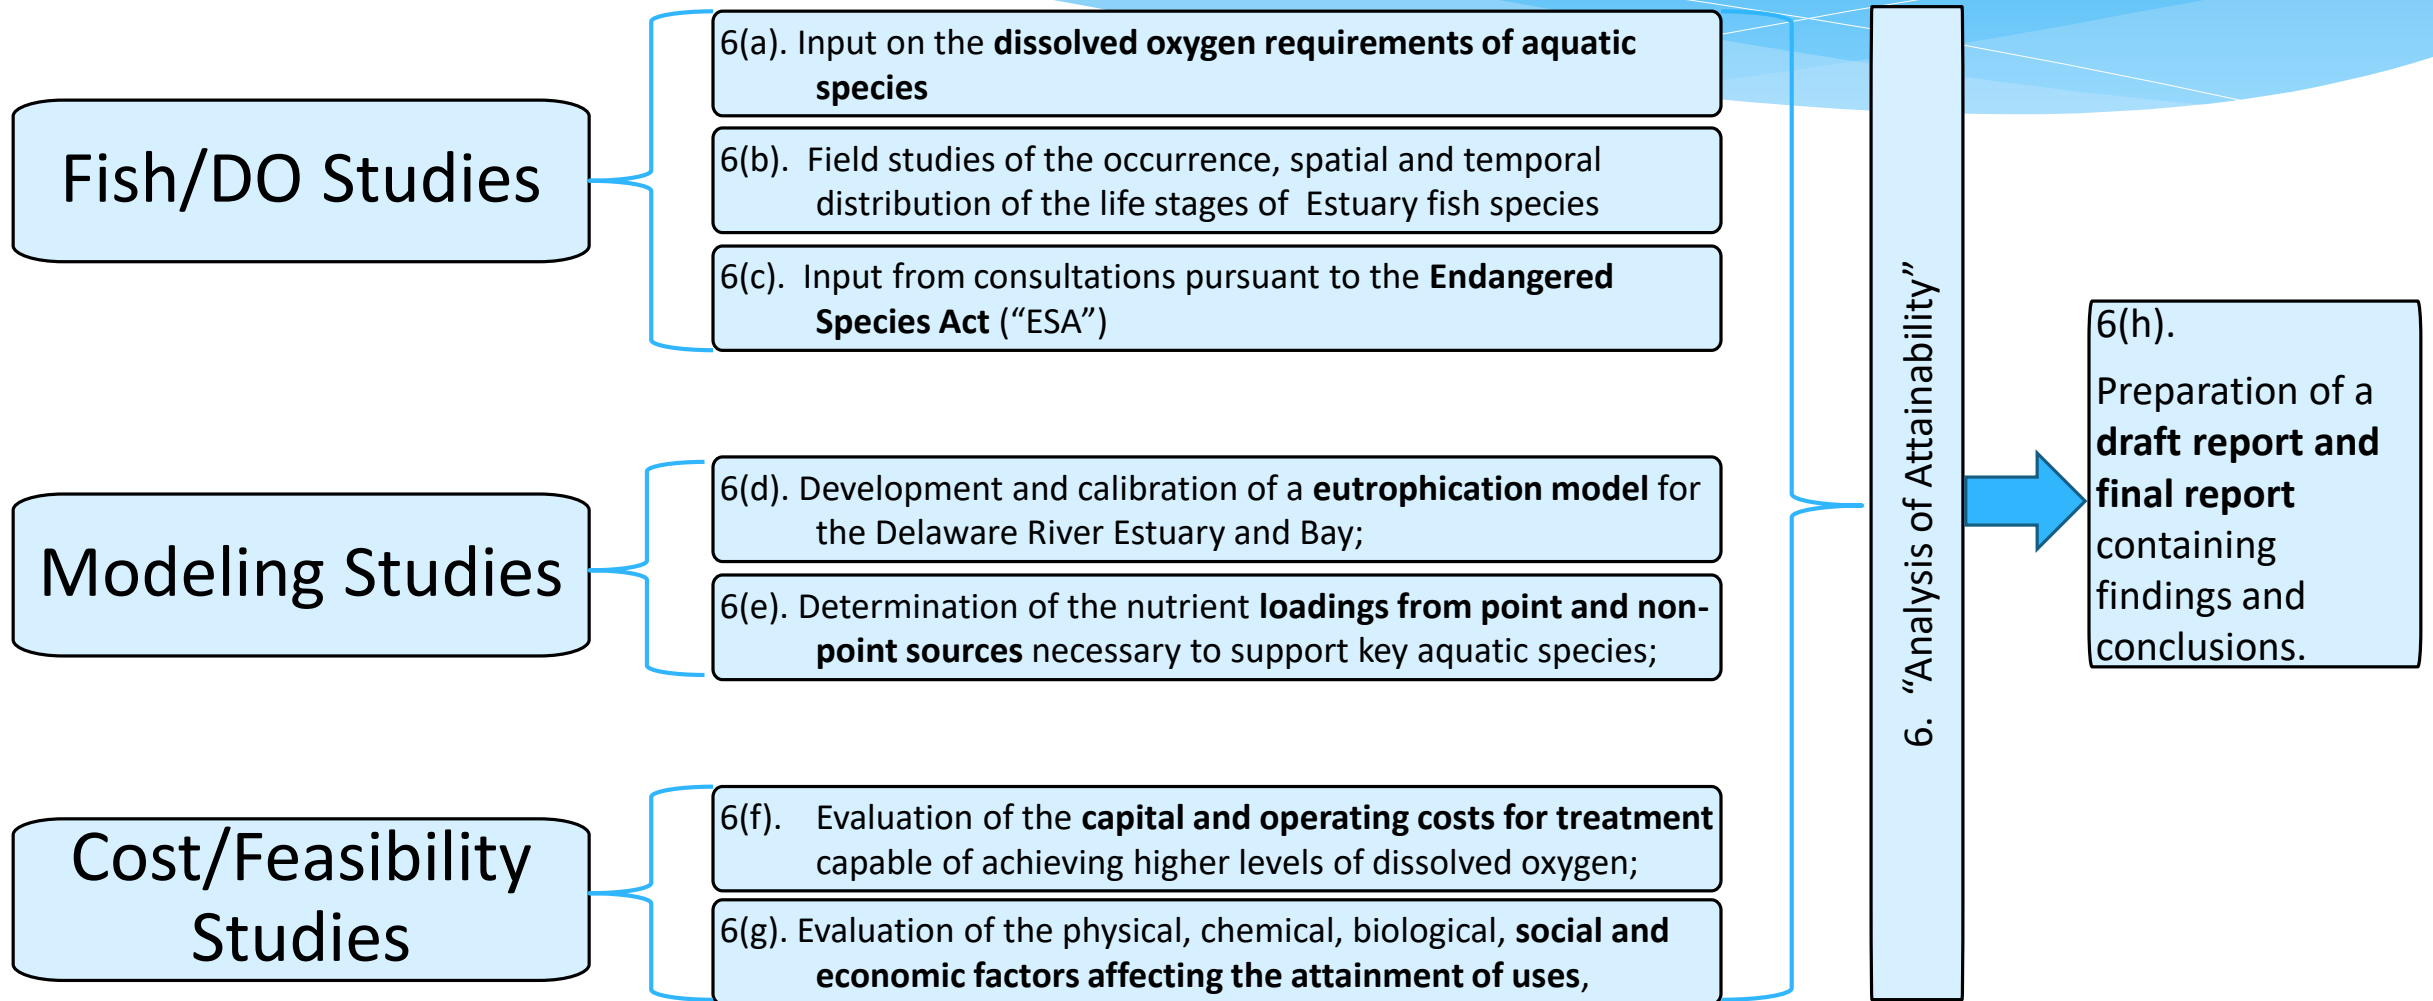 Fish/DO Studies
6(a). Input on the dissolved oxygen requirements of aquatic
species
6(b). Field studies of the occurrence, spatial and temporal
distribution of the life stages of Estuary fish species
6(c). Input from consultations pursuant to the Endangered
Species Act (“ESA”)
Modeling Studies
6(d). Development and calibration of a eutrophication model for
the Delaware River Estuary and Bay;
6(e). Determination of the nutrient loadings from point and non-
point sources necessary to support key aquatic species;
Cost/Feasibility
Studies
6(f). Evaluation of the capital and operating costs for treatment
capable of achieving higher levels of dissolved oxygen;
6(g). Evaluation of the physical, chemical, biological, social and
economic factors affecting the attainment of uses,
6. “Analysis of Attainability”
6(h).
Preparation of a
draft report and
final report
containing
findings and
conclusions.